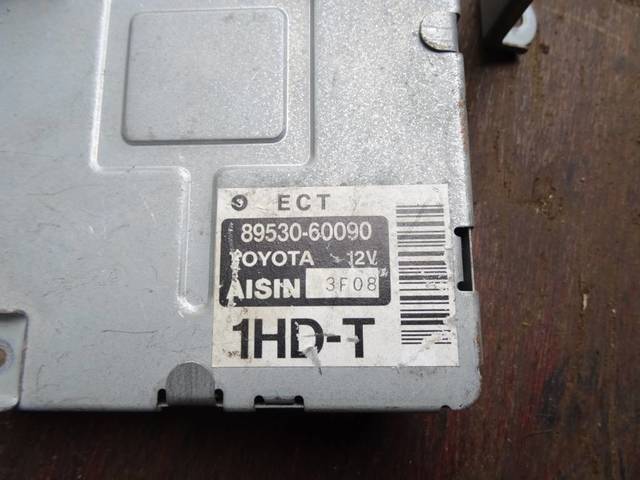 ECT
89530-60090
TOYOTA 12V
AISIN 3F08
1HD-T